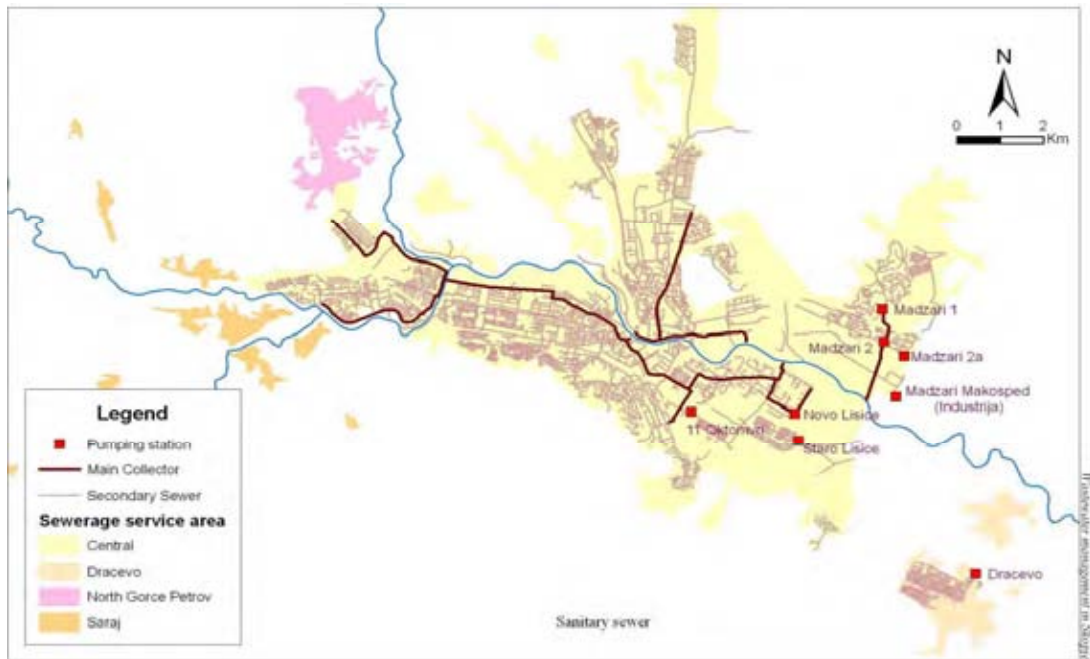 N
0 1 2
Km
Madzari 1
Madzari 2
Madzari 2a
Madzari Makosped
(Industrija)
Novo Lisice
11 Oktomvri
Staro Lisice
Dracevo
Legend
Pumping station
Main Collector
Secondary Sewer
Sewerage service area
Central
Dracevo
North Gorce Petrov
Saraj
Sanitary sewer
management in